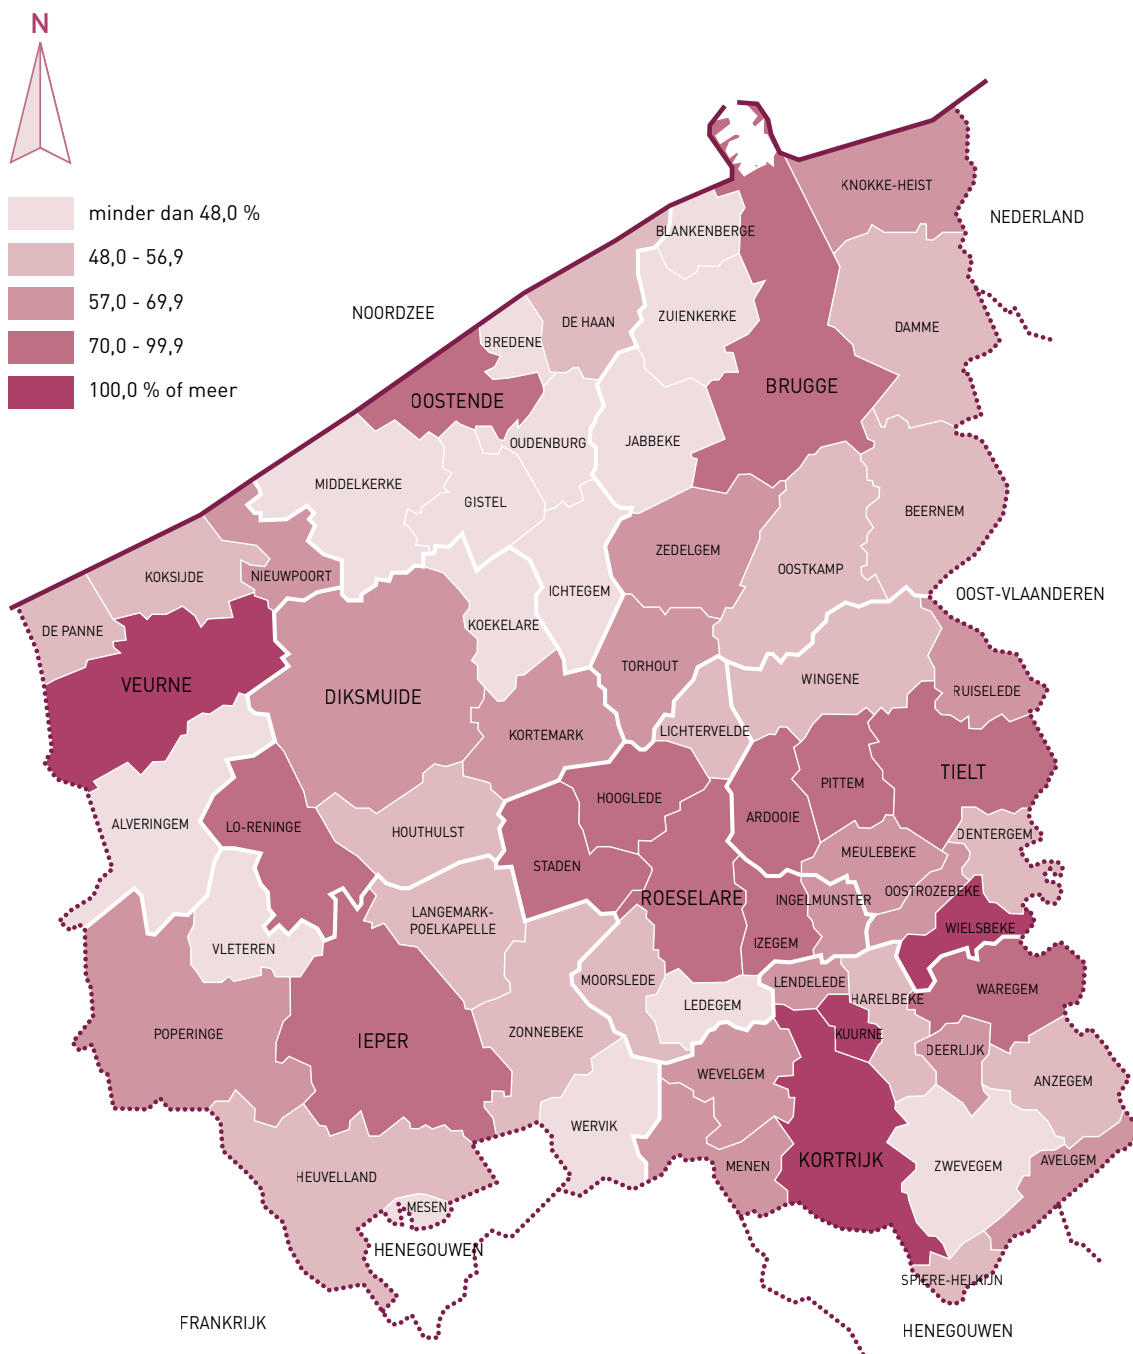 N
minder dan 48,0 %
48,0 - 56,9
57,0 - 69,9
70,0 - 99,9
100,0 % of meer
KNOKKE-HEIST
NEDERLAND
BLANKENBERGE
NOORDZEE
DE HAAN
ZUIENKERKE
DAMME
BREDENE
BRUGGE
OOSTENDE
OUDENBURG
JABBEKE
MIDDELKERKE
GISTEL
BEERNEM
ZEDELGEM
OOSTKAMP
KOKSIJDE
NIEUWPOORT
ICHTEGEM
OOST-VLAANDEREN
DE PANNE
KOEKELARE
TORHOUT
VEURNE
DIKSMUIDE
WINGENE
RUISELEDE
KORTEMARK
LICHTERVELDE
TIELT
PITTEM
HOOGLEDE
ARDOOIE
ALVERINGEM
LO-RENINGE
HOUTHULST
DENTERGEM
MEULEBEKE
STADEN
OOSTROZEBEKE
ROESELARE
INGELMUNSTER
LANGEMARK-
POELKAPELLE
WIELSBEKE
IZEGEM
VLETEREN
MOORSLEDE
LENDELEDE
WAREGEM
HARELBEKE
LEDEGEM
POPERINGE
IEPER
ZONNEBEKE
KUURNE
DEERLIJK
WEVELGEM
ANZEGEM
WERVIK
KORTRIJK
AVELGEM
MENEN
ZWEVEGEM
HEUVELLAND
MESEN
HENEGOUWEN
SPIERE-HELKIJN
FRANKRIJK
HENEGOUWEN